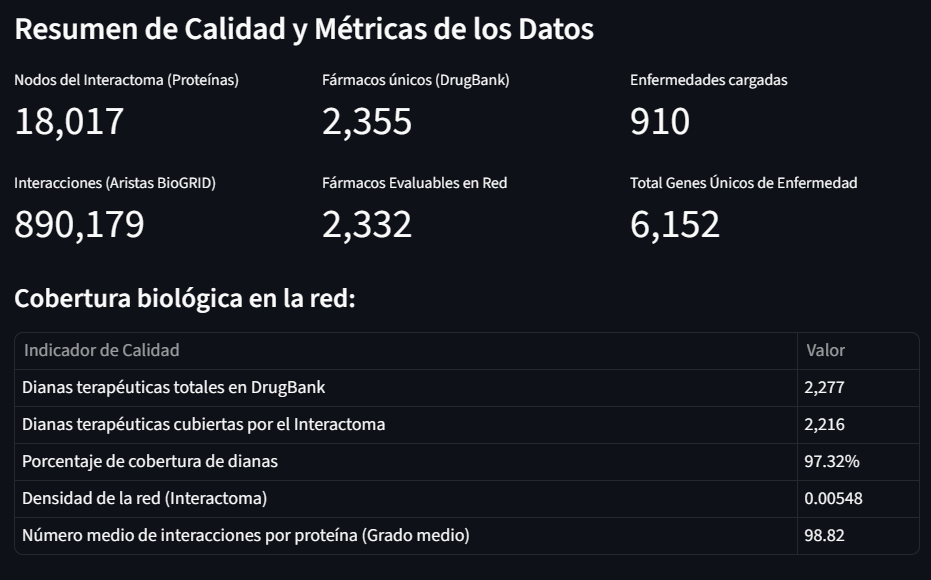 Resumen de Calidad y Métricas de los Datos
Nodos del Interactoma (Proteínas)
18,017
Fármacos únicos (DrugBank)
2,355
Enfermedades cargadas
910
Interacciones (Aristas BioGRID)
890,179
Fármacos Evaluables en Red
2,332
Total Genes Únicos de Enfermedad
6,152
Cobertura biológica en la red:
Indicador de Calidad Valor
Dianas terapéuticas totales en DrugBank 2,277
Dianas terapéuticas cubiertas por el Interactoma 2,216
Porcentaje de cobertura de dianas 97.32%
Densidad de la red (Interactoma) 0.00548
Número medio de interacciones por proteína (Grado medio) 98.82